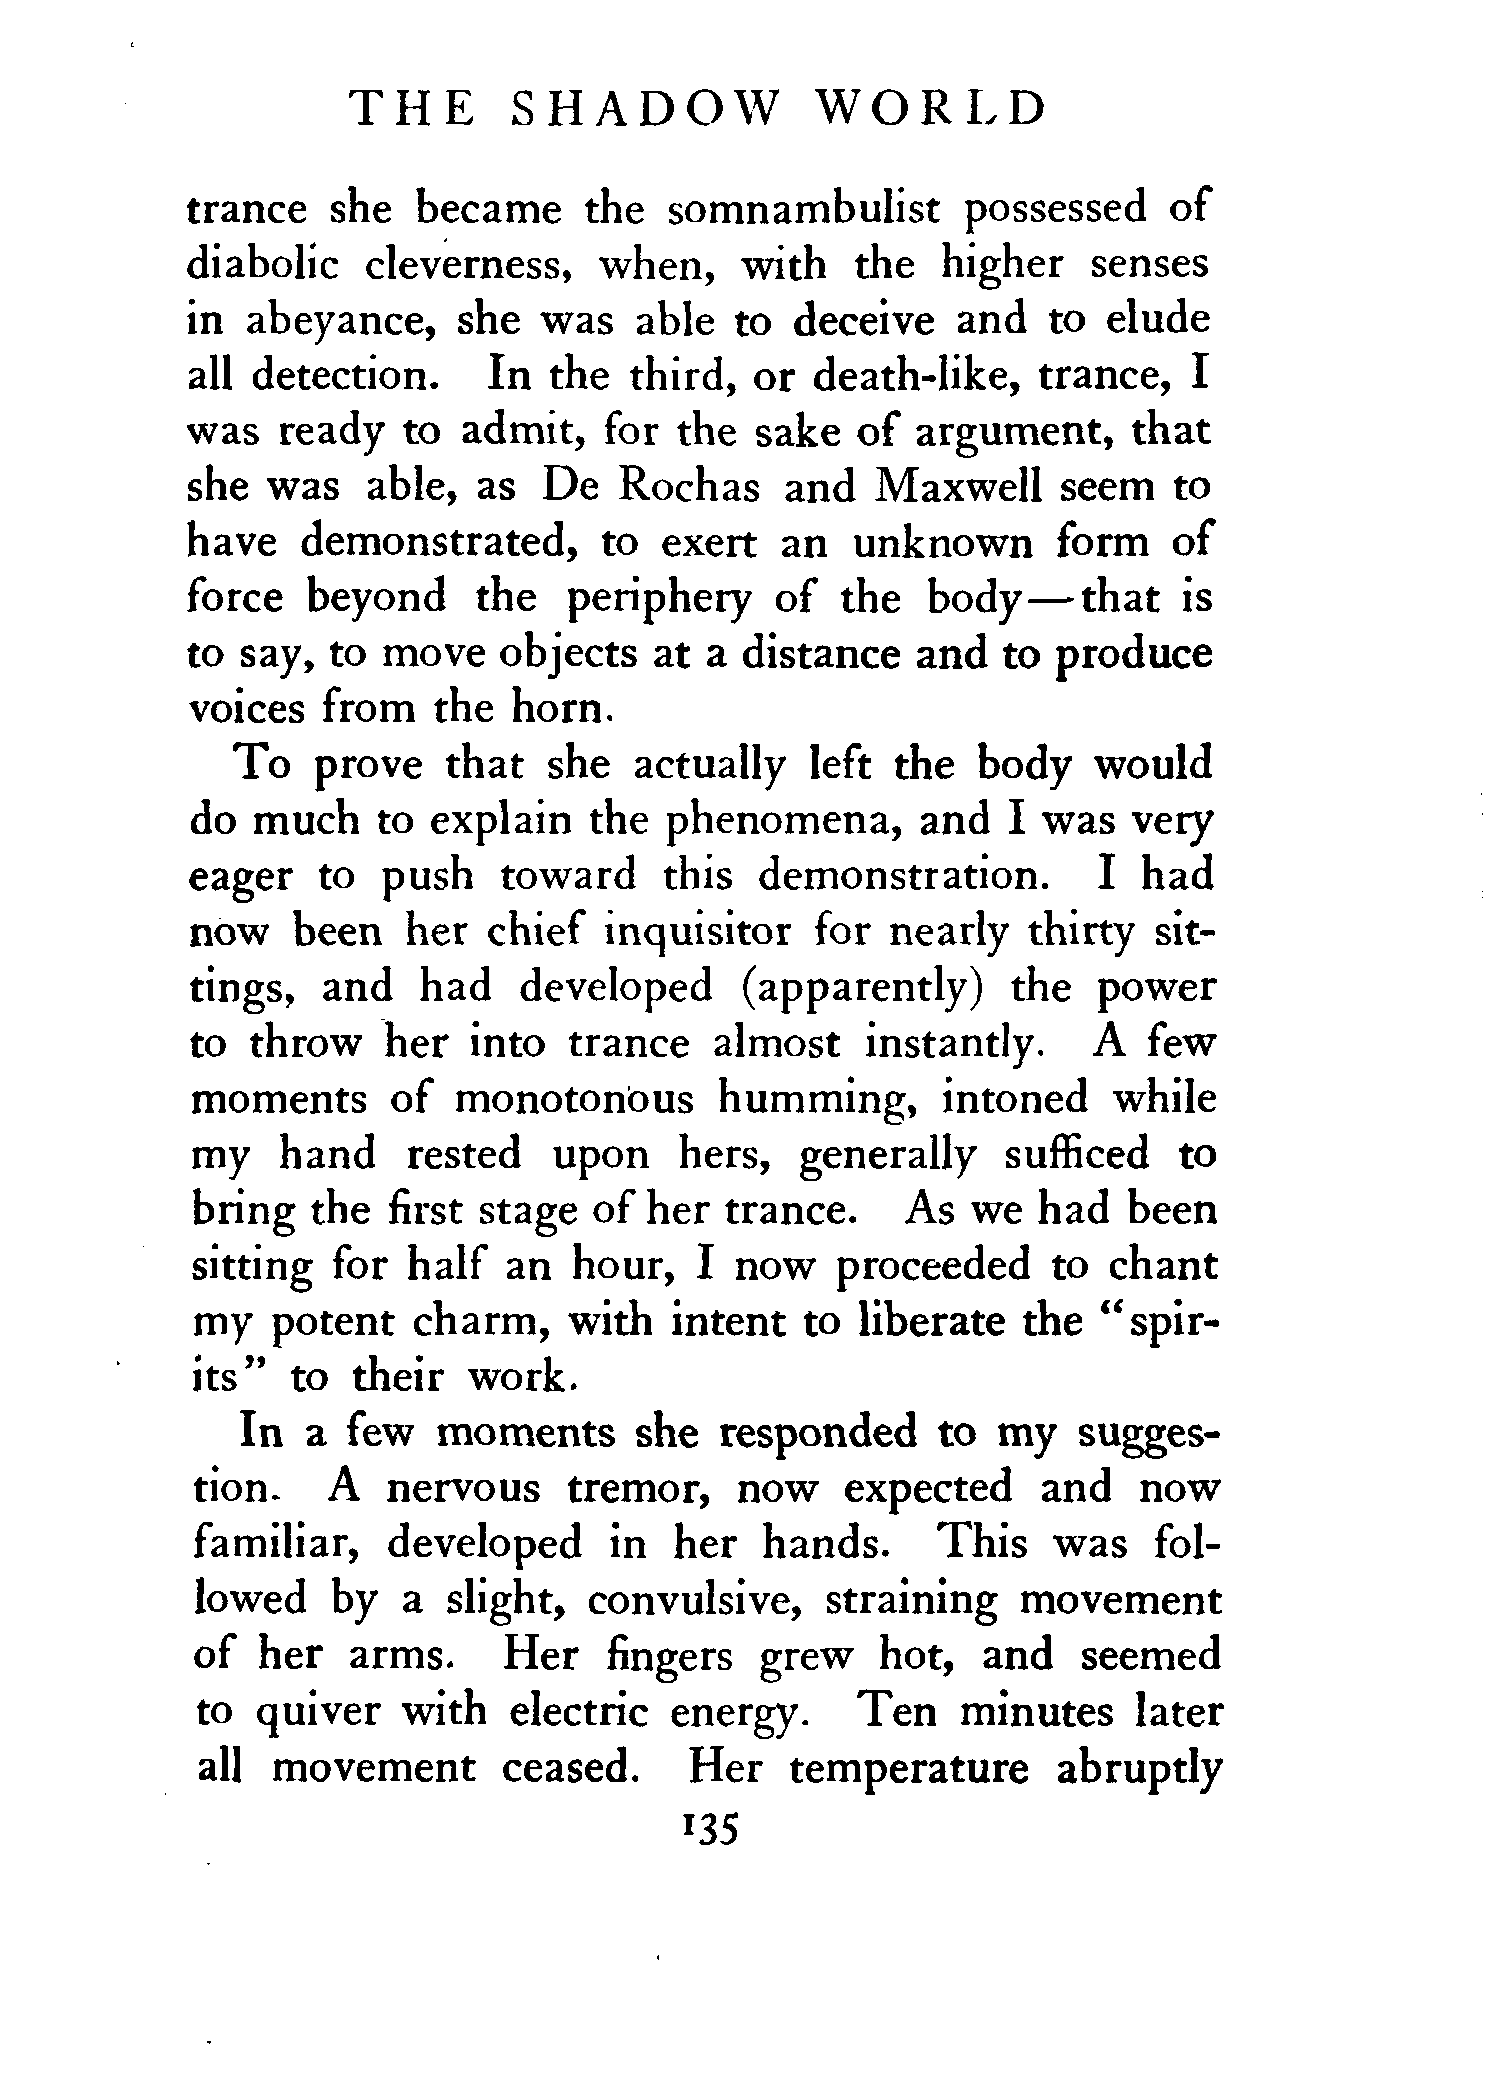 THE SHADOW WORLD
trance she became the somnambulist possessed of
diabolic cleverness, when, with the higher senses
in abeyance, she was able to deceive and to elude
all detection. In the third, or death-like, trance, I
was ready to admit, for the sake of argument, that
she was able, as De Rochas and Maxwell seem to
have demonstrated, to exert an unknown form of
force beyond the periphery of the body—that is
to say, to move objects at a distance and to produce
voices from the horn.
To prove that she actually left the body would
do much to explain the phenomena, and I was very
eager to push toward this demonstration. I had
now been her chief inquisitor for nearly thirty sit-
tings, and had developed (apparently) the power
to throw her into trance almost instantly. A few
moments of monotonous humming, intoned while
my hand rested upon hers, generally sufficed to
bring the first stage of her trance. As we had been
sitting for half an hour, I now proceeded to chant
my potent charm, with intent to liberate the "spir-
its" to their work.
In a few moments she responded to my sugges-
tion. A nervous tremor, now expected and now
familiar, developed in her hands. This was fol-
lowed by a slight, convulsive, straining movement
of her arms. Her fingers grew hot, and seemed
to quiver with electric energy. Ten minutes later
all movement ceased. Her temperature abruptly
135